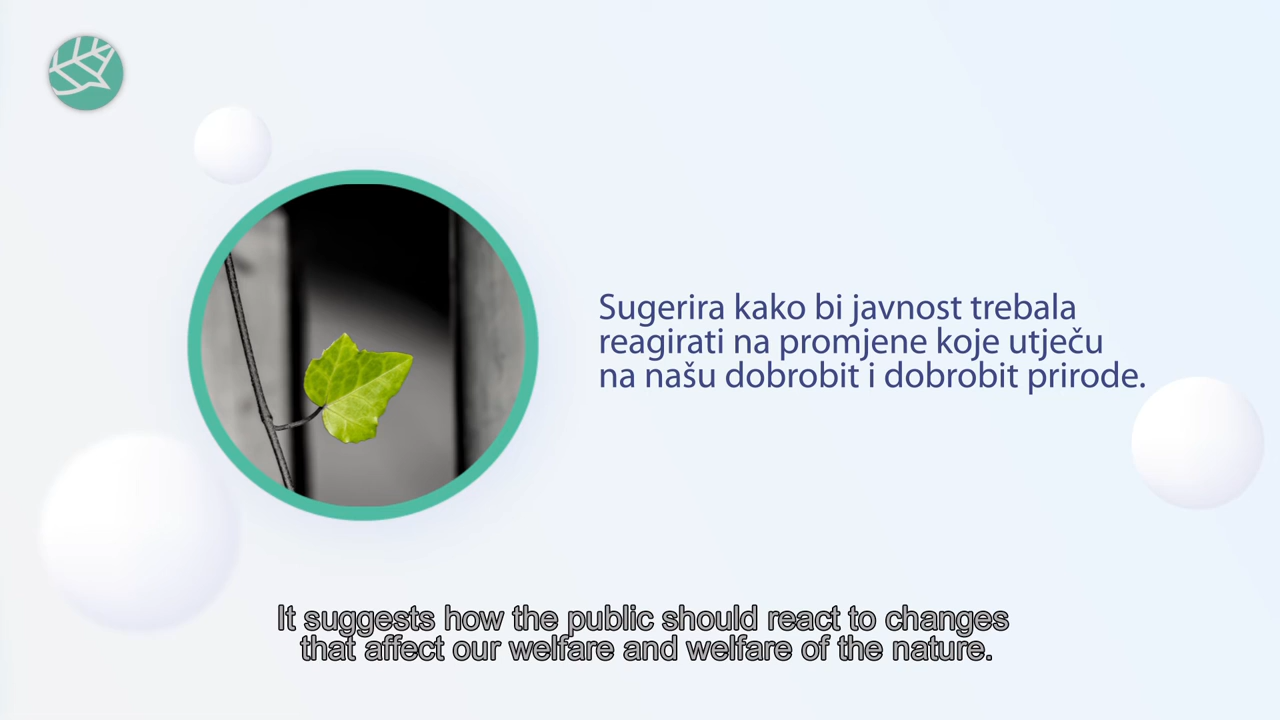 Sugerira kako bi javnost trebala
reagirati na promjene koje utječu
na našu dobrobit i dobrobit prirode.
It suggests how the public should react to changes
that affect our welfare and welfare of the nature.